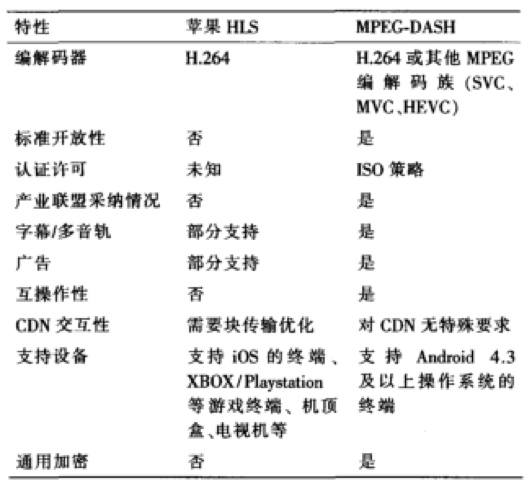 特性 苹果 HLS MPEG-DASH
编解码器 H.264 H.264 或其他 MPEG
编解码族(SVC、
MVC、HEVC)
标准开放性 否 是
认证许可 未知 ISO 策略
产业联盟采纳情况 否 是
字幕/多音轨 部分支持 是
广告 部分支持 是
互操作性 否 是
CDN 交互性 需要块传输优化 对 CDN 无特殊要求
支持设备 支持 iOS 的终端、 支持 Android 4.3
XBOX/Playstation 及以上操作系统的
等游戏终端、机顶 终端
盒、电视机等
通用加密 否 是